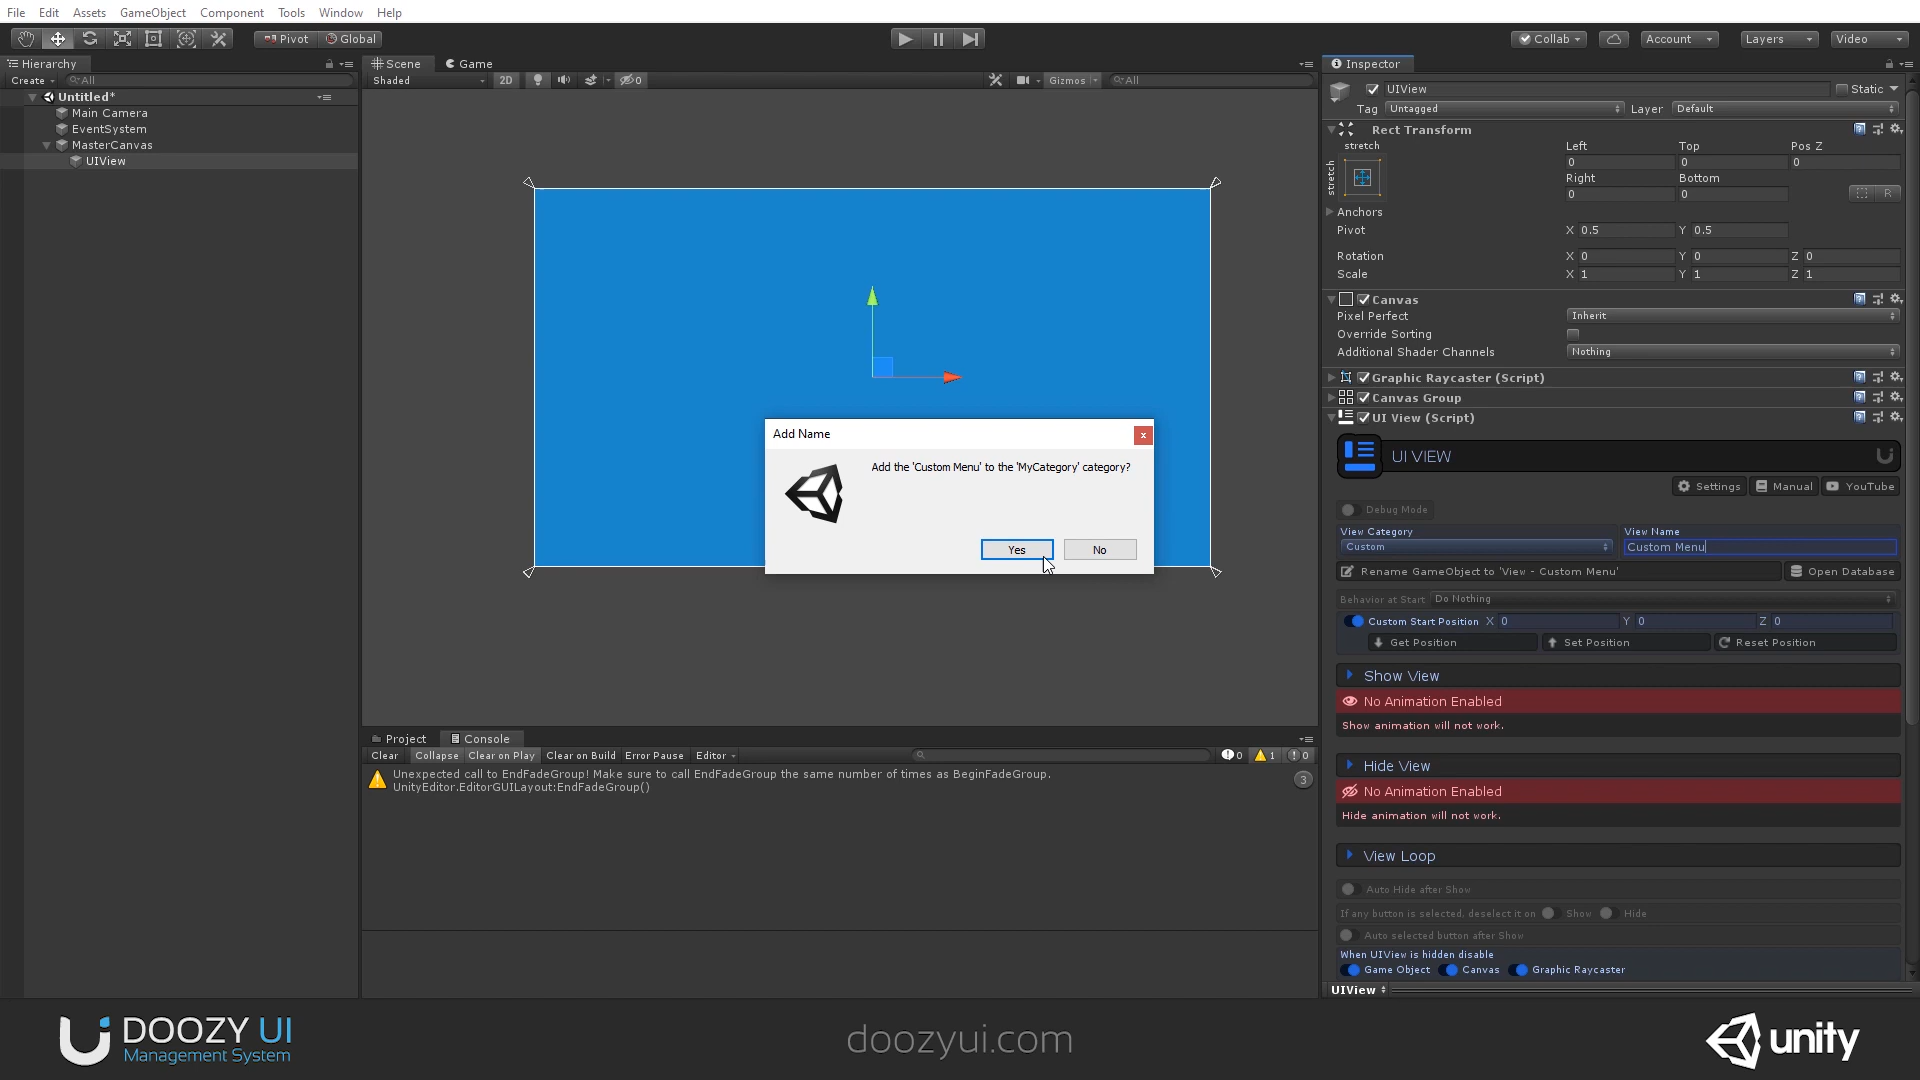 File Edit Assets GameObject Component Tools Window Help
Pivot Global
Collab Account Layers Video
Hierarchy
Create All
Untitled*
Main Camera
EventSystem
MasterCanvas
UIView
Scene Game
Shaded 2D 0 Gizmos All
Add Name
x
Add the 'Custom Menu' to the 'MyCategory' category?
Yes No
Project Console
Clear Collapse Clear on Play Clear on Build Error Pause Editor 0 1 0
Unexpected call to EndFadeGroup! Make sure to call EndFadeGroup the same number of times as BeginFadeGroup.
UnityEditor.EditorGUILayout:EndFadeGroup()
3
Inspector
UIView Static
Tag Untagged Layer Default
Rect Transform
stretch
stretch
Left Top Pos Z
0 0 0
Right Bottom
0 0 R
Anchors
Pivot X 0.5 Y 0.5
Rotation X 0 Y 0 Z 0
Scale X 1 Y 1 Z 1
Canvas
Pixel Perfect Inherit
Override Sorting
Additional Shader Channels Nothing
Graphic Raycaster (Script)
Canvas Group
UI View (Script)
UI VIEW
Settings Manual YouTube
Debug Mode
View Category View Name
Custom Custom Menu
Rename GameObject to 'View - Custom Menu' Open Database
Behavior at Start Do Nothing
Custom Start Position X 0 Y 0 Z 0
Get Position Set Position Reset Position
Show View
No Animation Enabled
Show animation will not work.
Hide View
No Animation Enabled
Hide animation will not work.
View Loop
Auto Hide after Show
If any button is selected, deselect it on Show Hide
Auto selected button after Show
When UIView is hidden disable
Game Object Canvas Graphic Raycaster
UIView
DOOZY UI
Management System
doozyui.com
unity